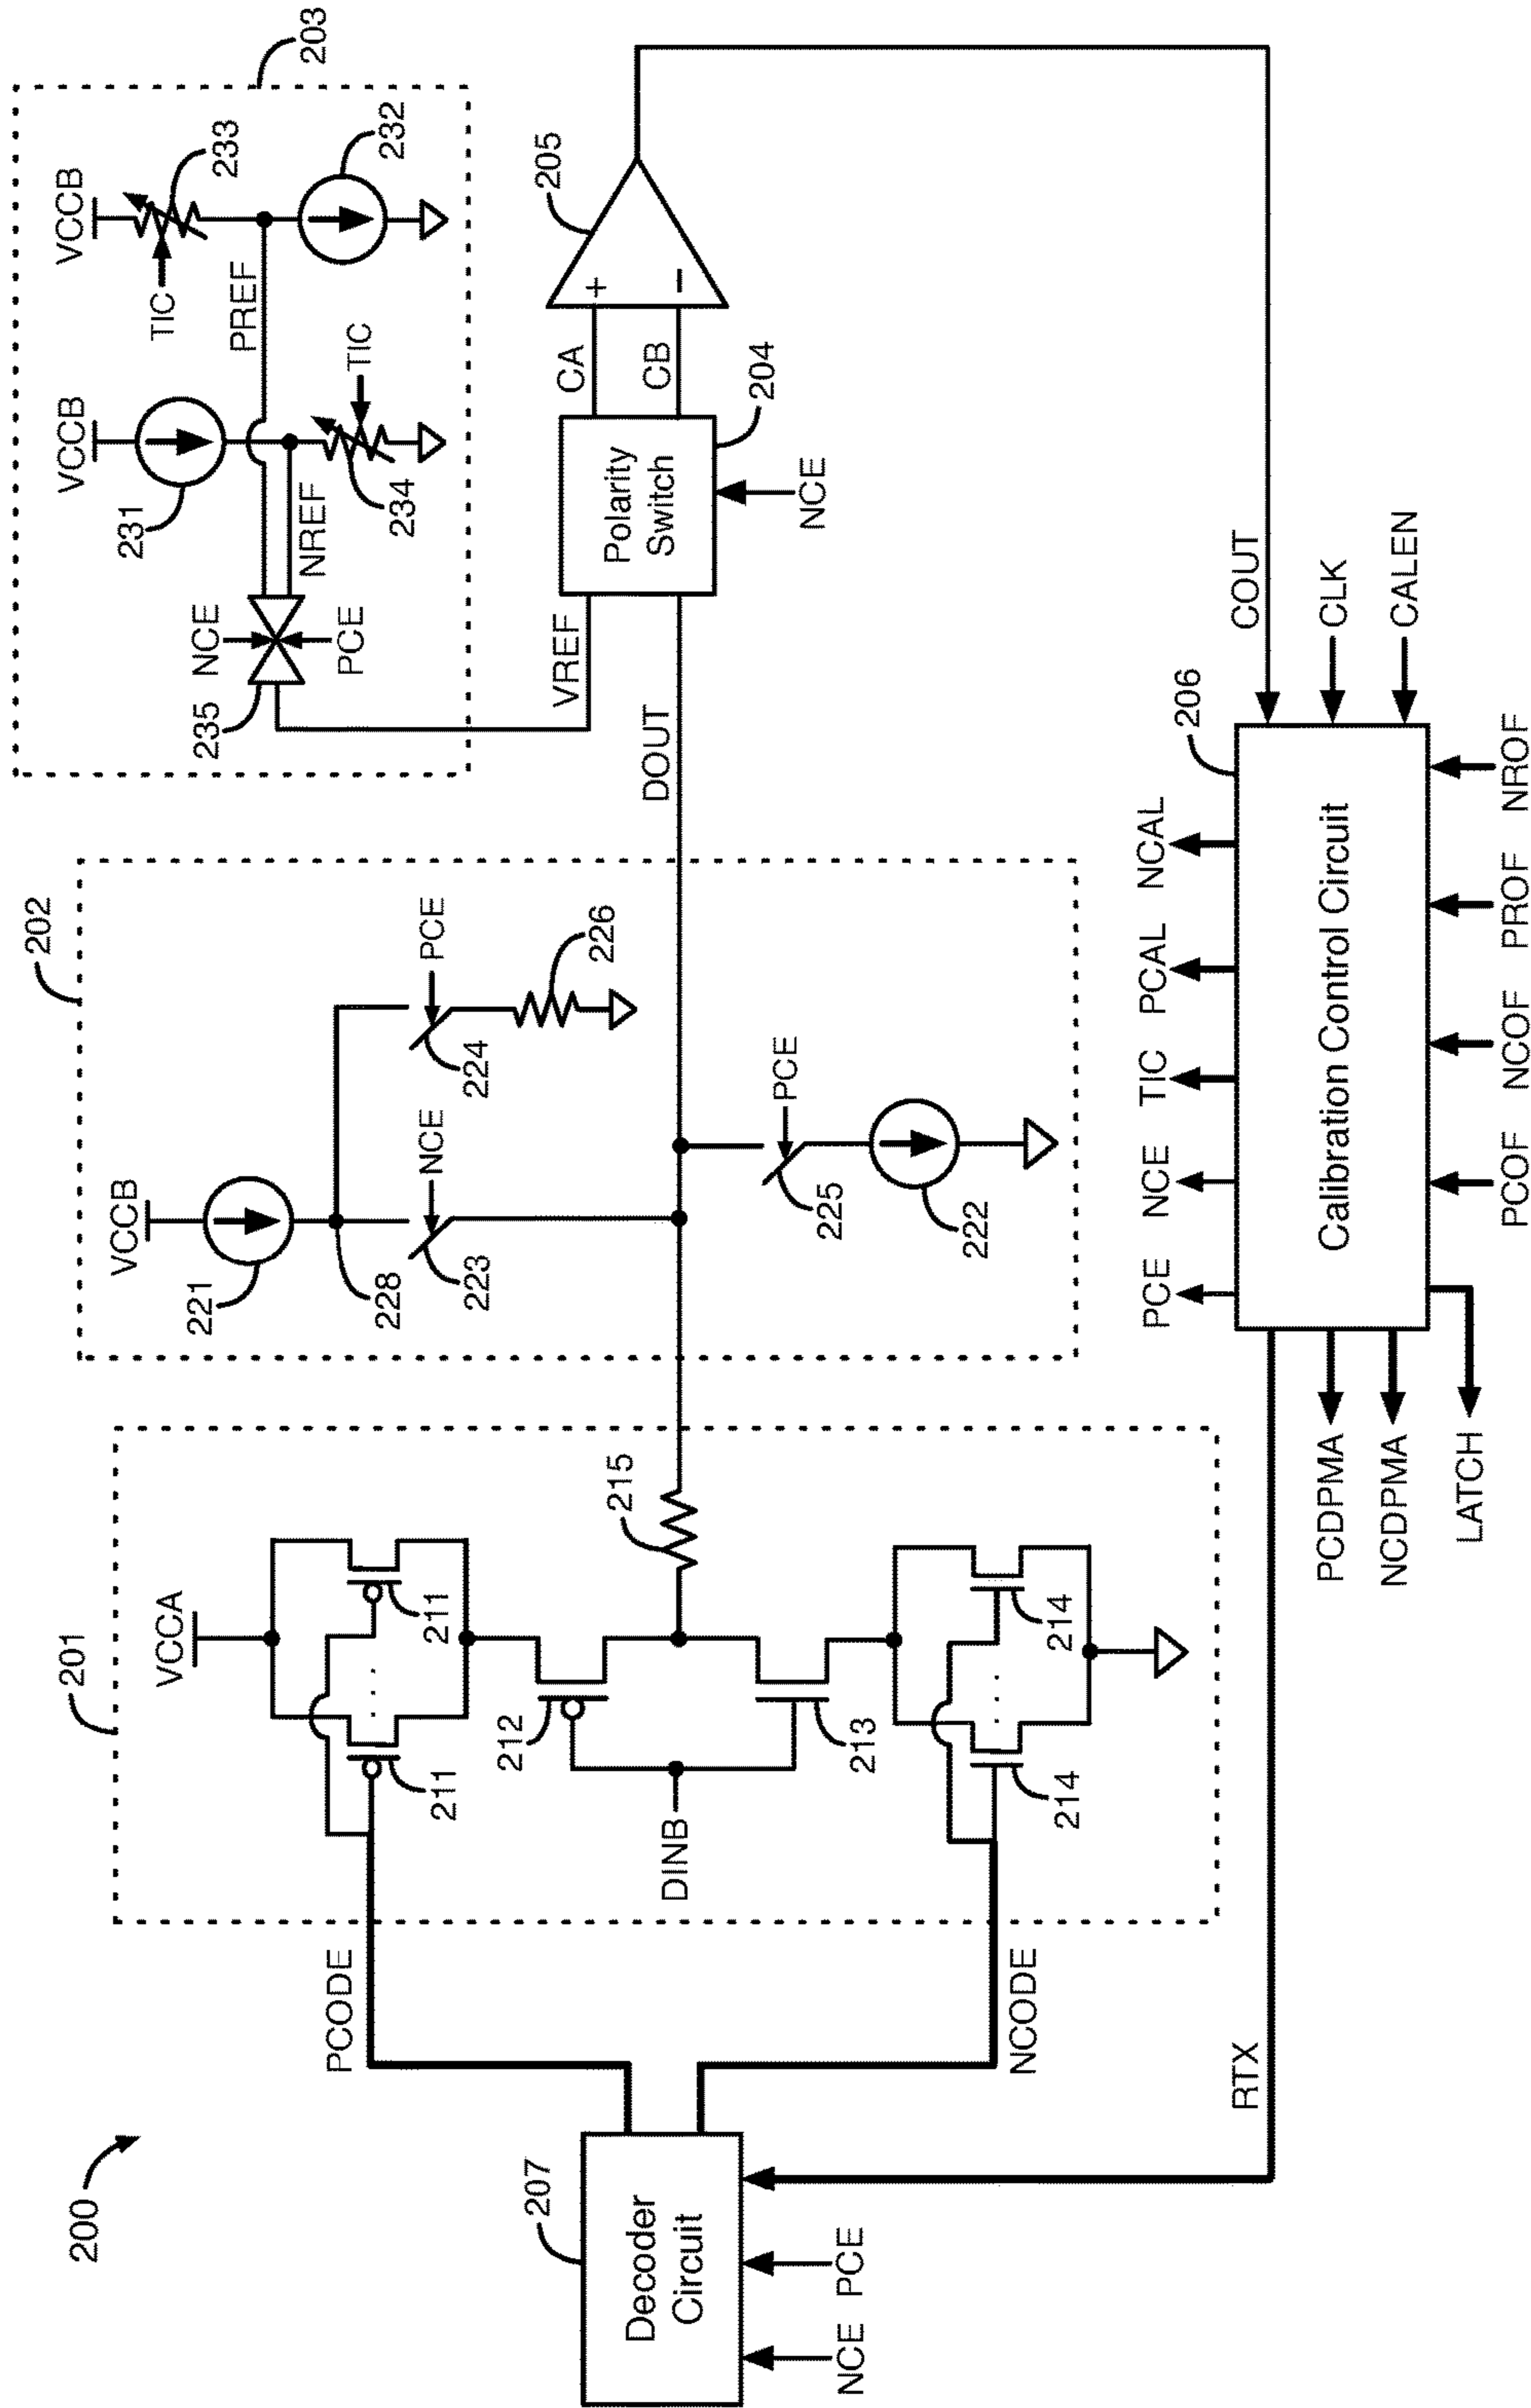 200
201
202
203
VCCA
VCCB
VCCB
VCCB
211
211
212
213
214
214
215
DINB
PCODE
NCODE
207
Decoder
Circuit
NCE
PCE
RTX
221
228
223
NCE
224
PCE
226
225
PCE
222
DOUT
VREF
235
NCE
PCE
231
NREF
234
TIC
PREF
TIC
233
232
Polarity
Switch
204
NCE
CA
CB
+
−
205
COUT
CLK
CALEN
206
Calibration Control Circuit
PCE
NCE
TIC
PCAL
NCAL
PCDPMA
NCDPMA
LATCH
PCOF
NCOF
PROF
NROF